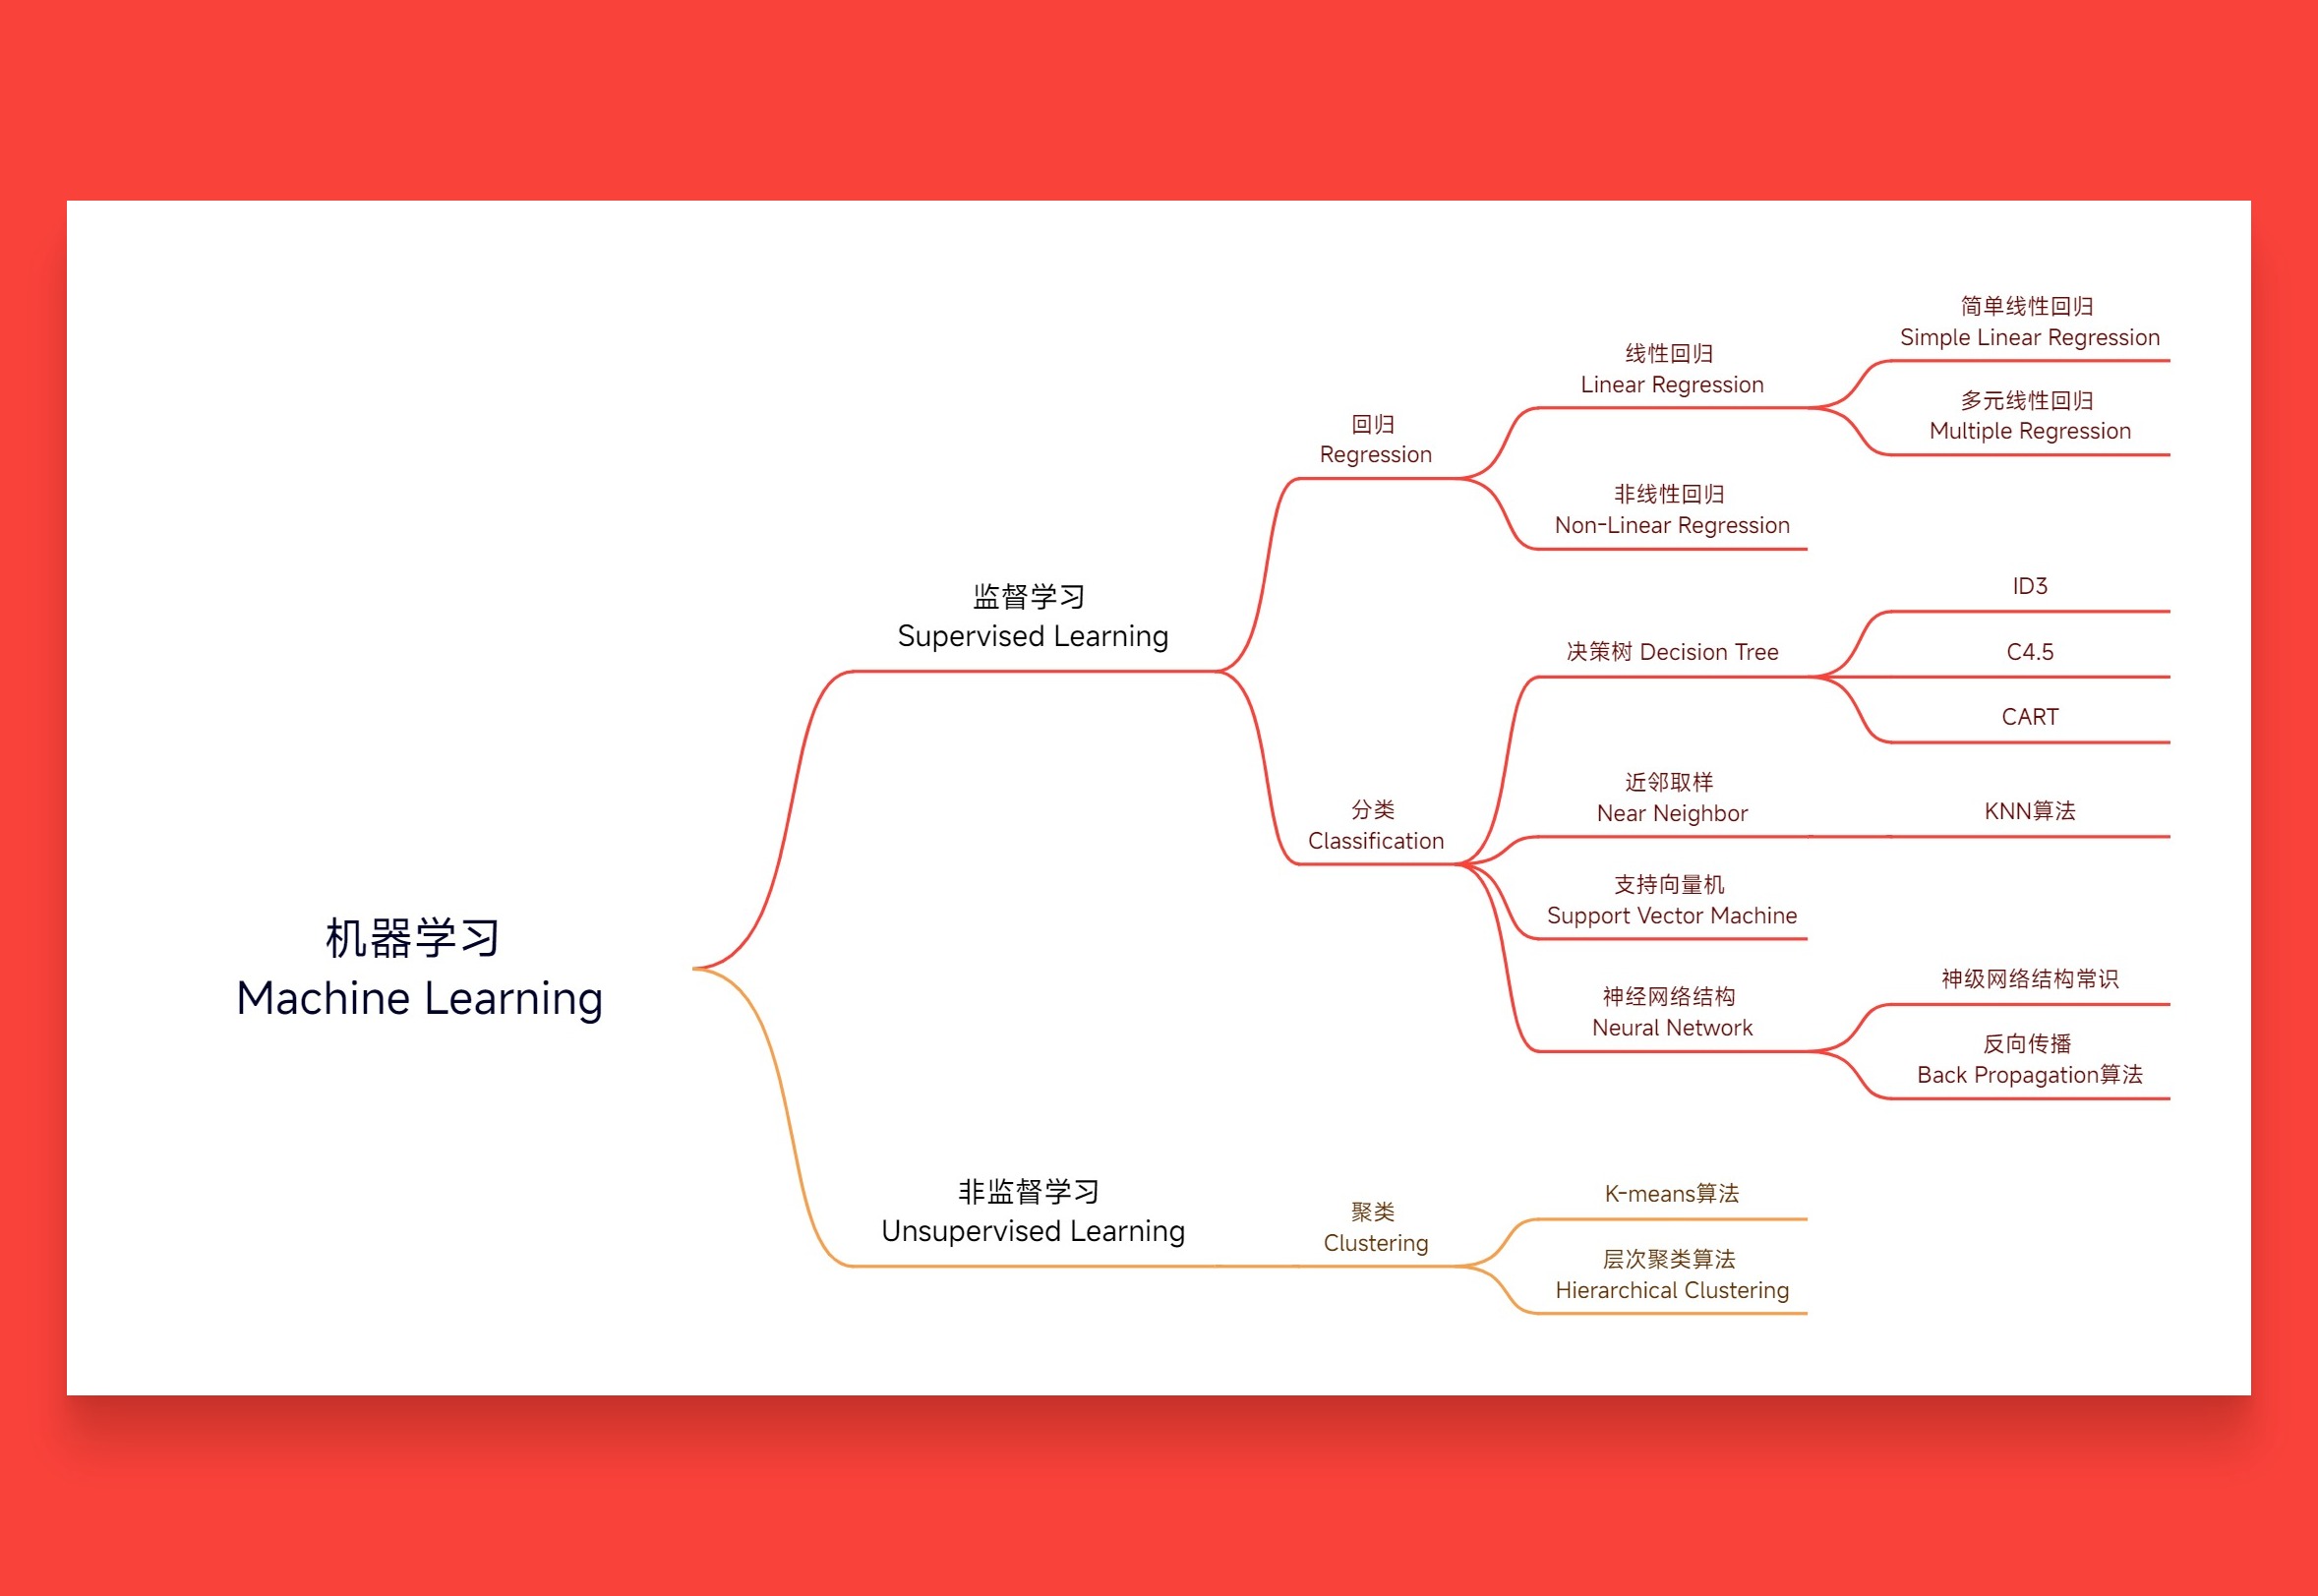 机器学习
Machine Learning
监督学习
Supervised Learning
回归
Regression
线性回归
Linear Regression
简单线性回归
Simple Linear Regression
多元线性回归
Multiple Regression
非线性回归
Non-Linear Regression
分类
Classification
决策树 Decision Tree
ID3
C4.5
CART
近邻取样
Near Neighbor
KNN算法
支持向量机
Support Vector Machine
神经网络结构
Neural Network
神级网络结构常识
反向传播
Back Propagation算法
非监督学习
Unsupervised Learning
聚类
Clustering
K-means算法
层次聚类算法
Hierarchical Clustering